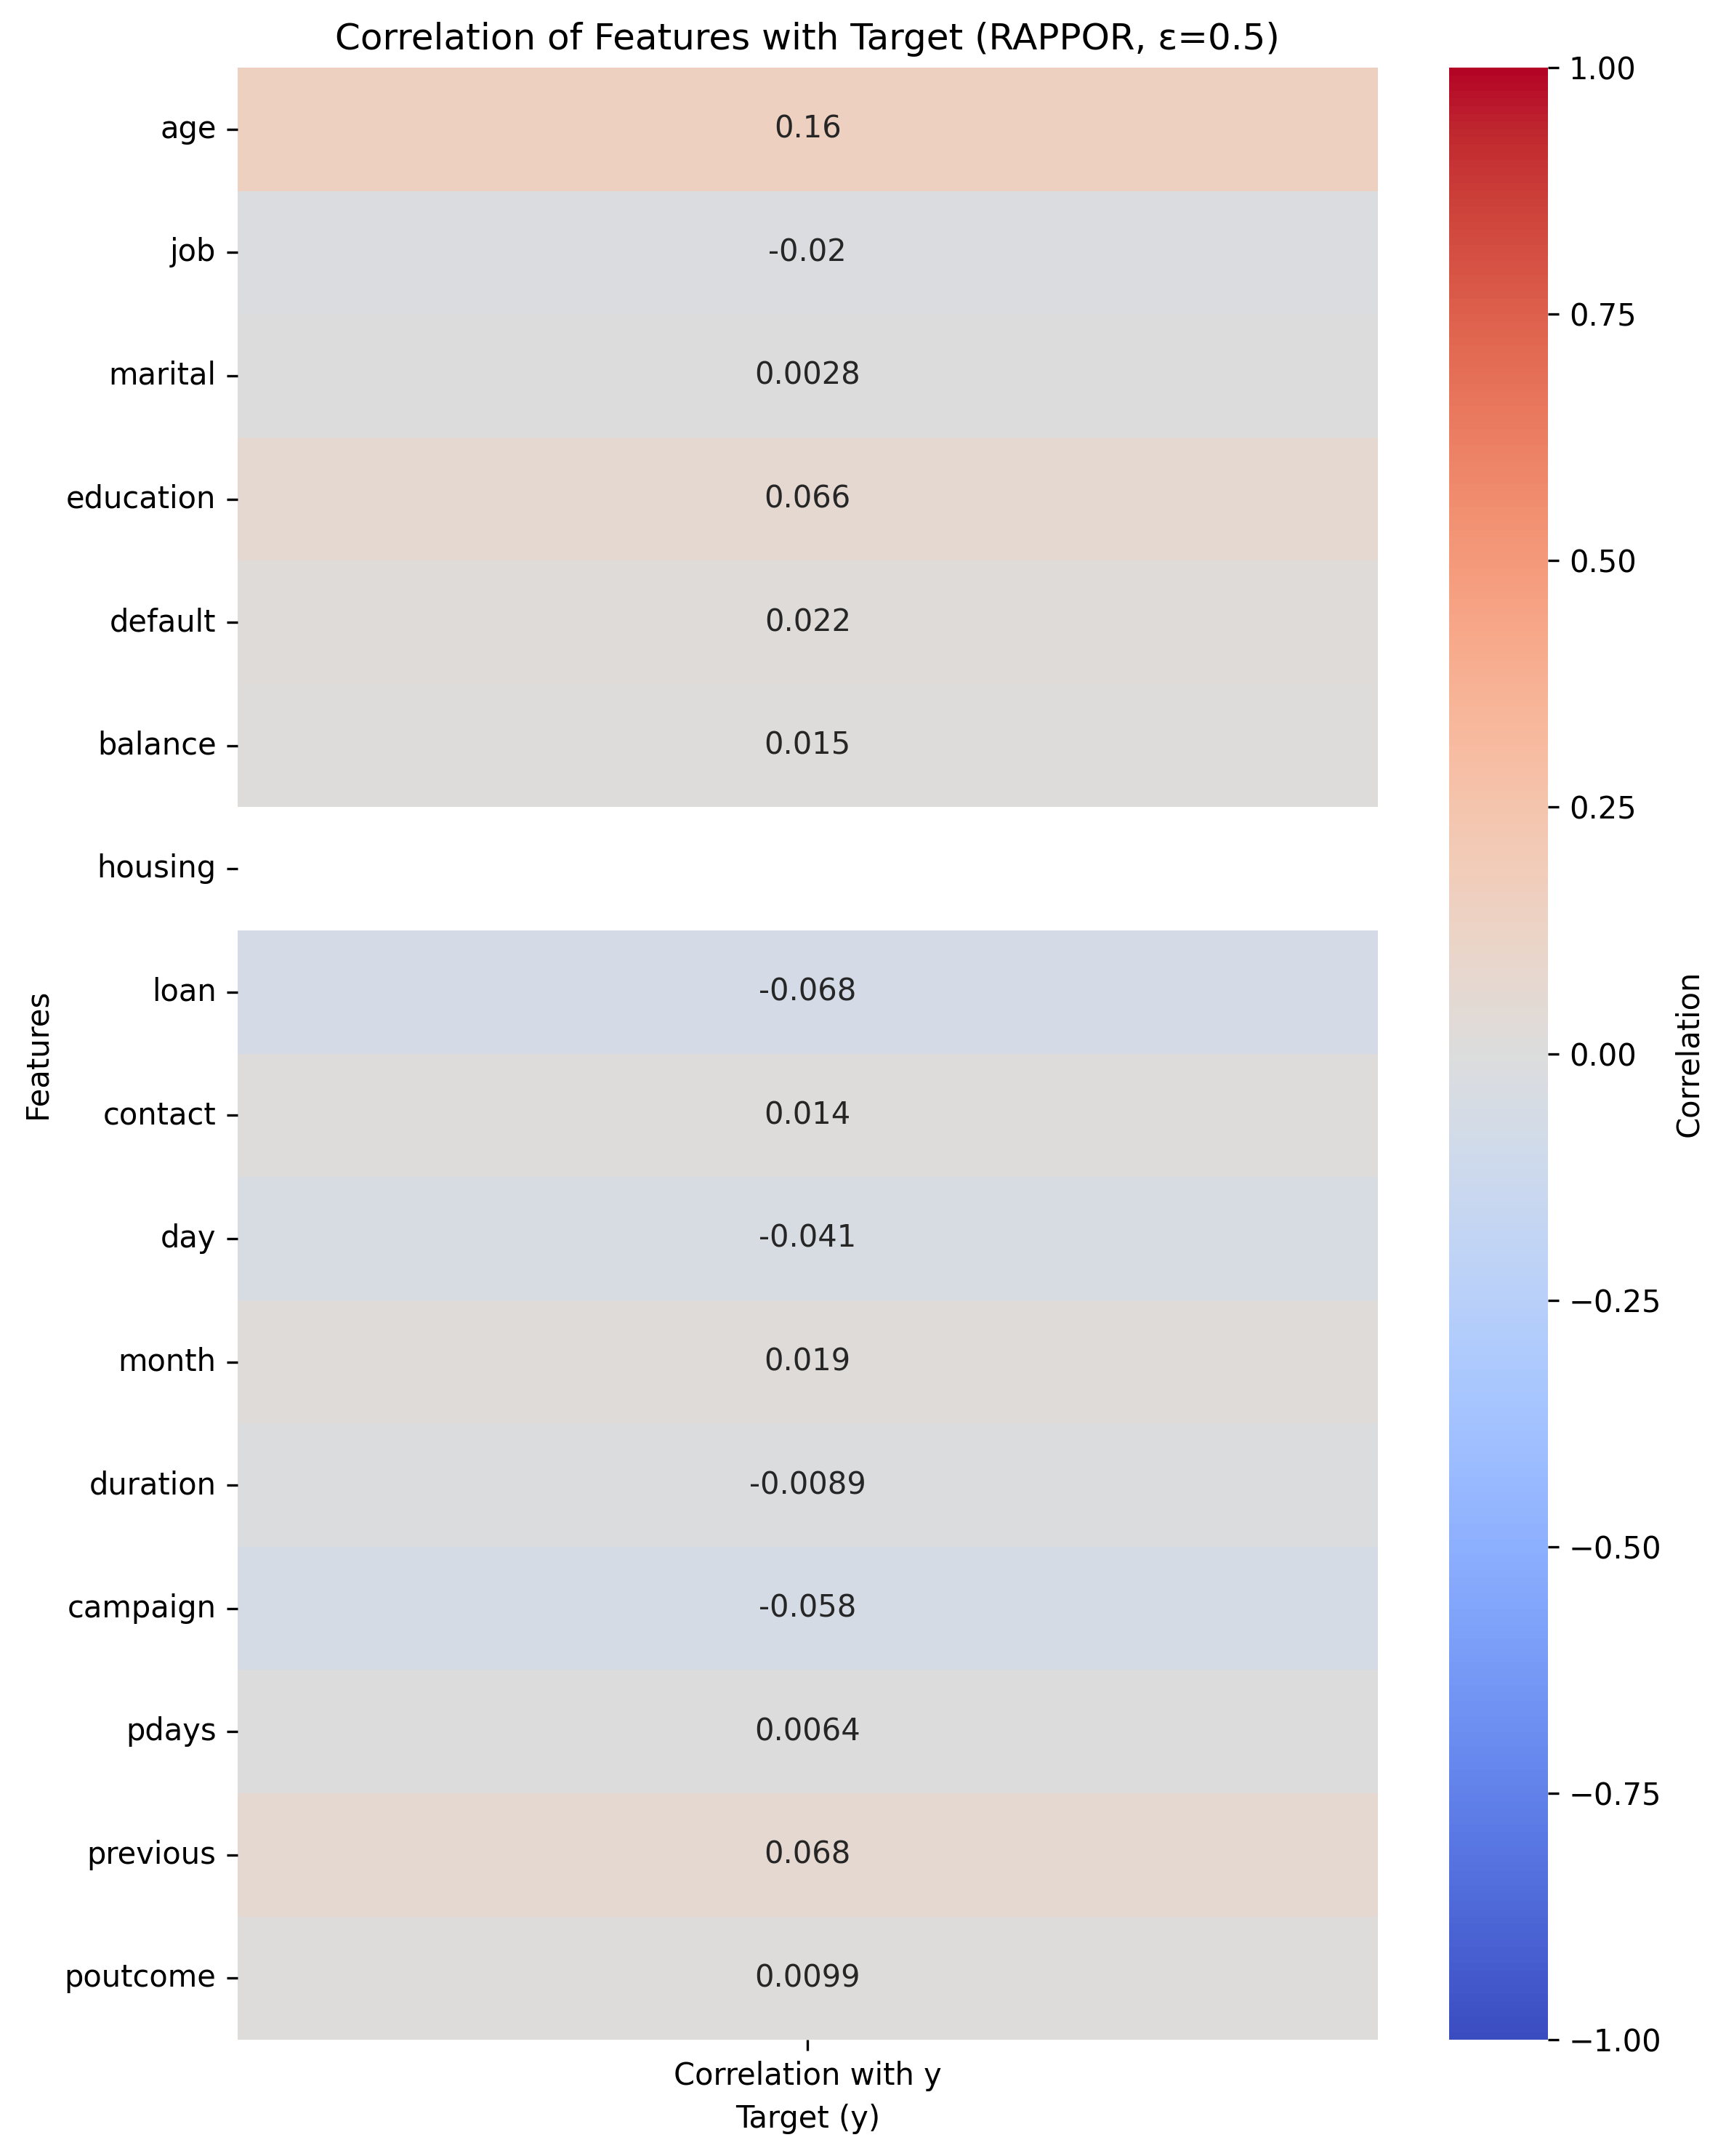 Correlation of Features with Target (RAPPOR, ε=0.5)
age 0.16
job -0.02
marital 0.0028
education 0.066
default 0.022
balance 0.015
housing
loan -0.068
contact 0.014
day -0.041
month 0.019
duration -0.0089
campaign -0.058
pdays 0.0064
previous 0.068
poutcome 0.0099
Features
Correlation with y
Target (y)
1.00
0.75
0.50
0.25
0.00
−0.25
−0.50
−0.75
−1.00
Correlation